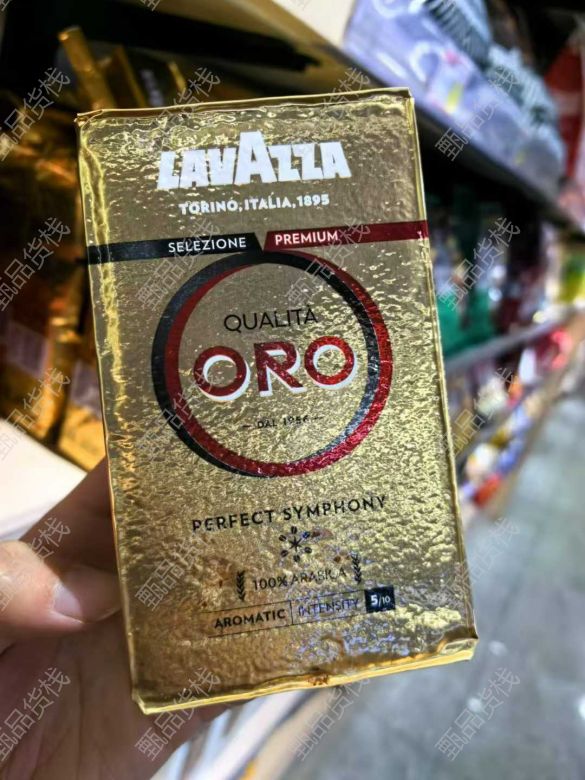 LAVAZZA
TORINO, ITALIA, 1895
SELEZIONE PREMIUM
QUALITÀ
ORO
DAL 1956
PERFECT SYMPHONY
100% ARABICA
AROMATIC INTENSITY 5/10
甄品货栈